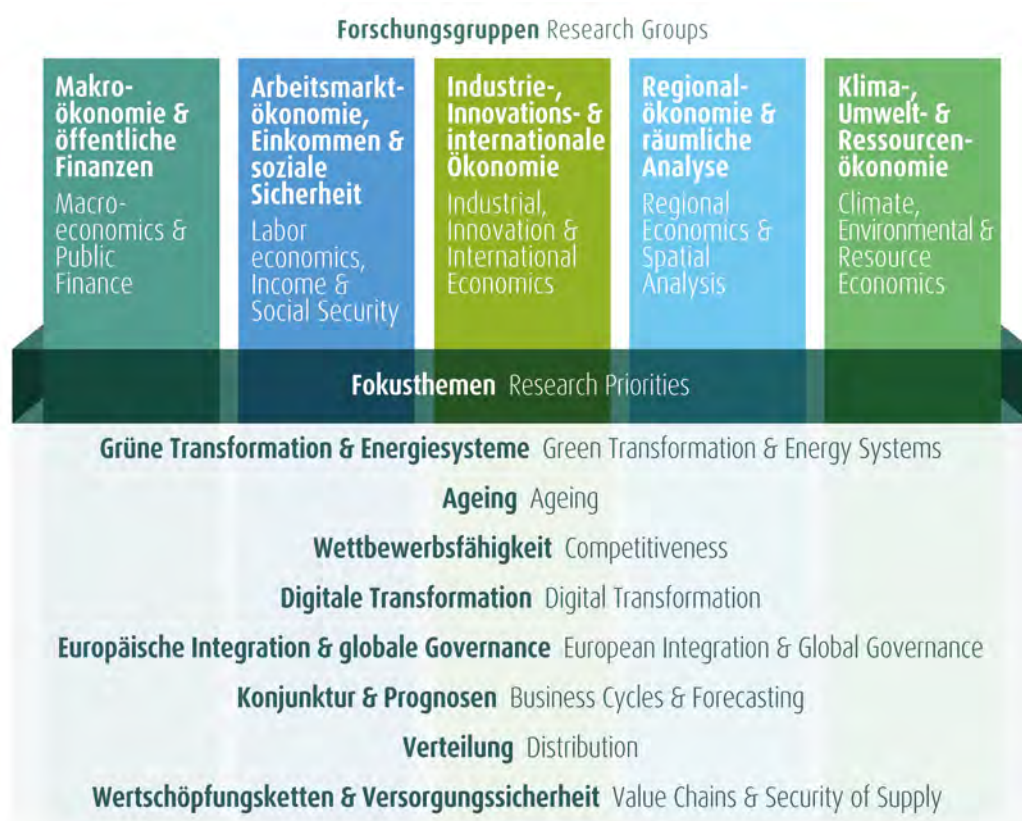 Forschungsgruppen Research Groups
Makro-
ökonomie &
öffentliche
Finanzen
Macro-
economics &
Public
Finance
Arbeitsmarkt-
ökonomie,
Einkommen &
soziale
Sicherheit
Labor
economics,
Income &
Social Security
Industrie-,
Innovations- &
internationale
Ökonomie
Industrial,
Innovation &
International
Economics
Regional-
ökonomie &
räumliche
Analyse
Regional
Economics &
Spatial
Analysis
Klima-,
Umwelt- &
Ressourcen-
ökonomie
Climate,
Environmental &
Resource
Economics
Fokusthemen Research Priorities
Grüne Transformation & Energiesysteme Green Transformation & Energy Systems
Ageing Ageing
Wettbewerbsfähigkeit Competitiveness
Digitale Transformation Digital Transformation
Europäische Integration & globale Governance European Integration & Global Governance
Konjunktur & Prognosen Business Cycles & Forecasting
Verteilung Distribution
Wertschöpfungsketten & Versorgungssicherheit Value Chains & Security of Supply